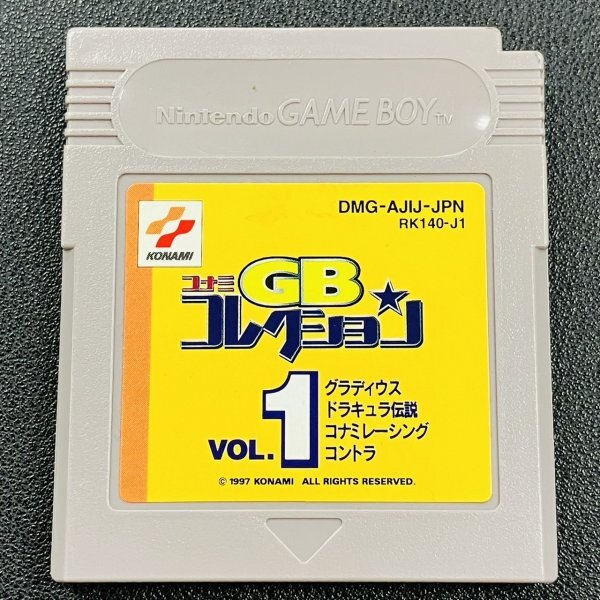 Nintendo GAME BOY TM
DMG-AJIJ-JPN
RK140-J1
KONAMI
コナミ GB
コレクション
VOL.1
グラディウス
ドラキュラ伝説
コナミレーシング
コントラ
© 1997 KONAMI ALL RIGHTS RESERVED.